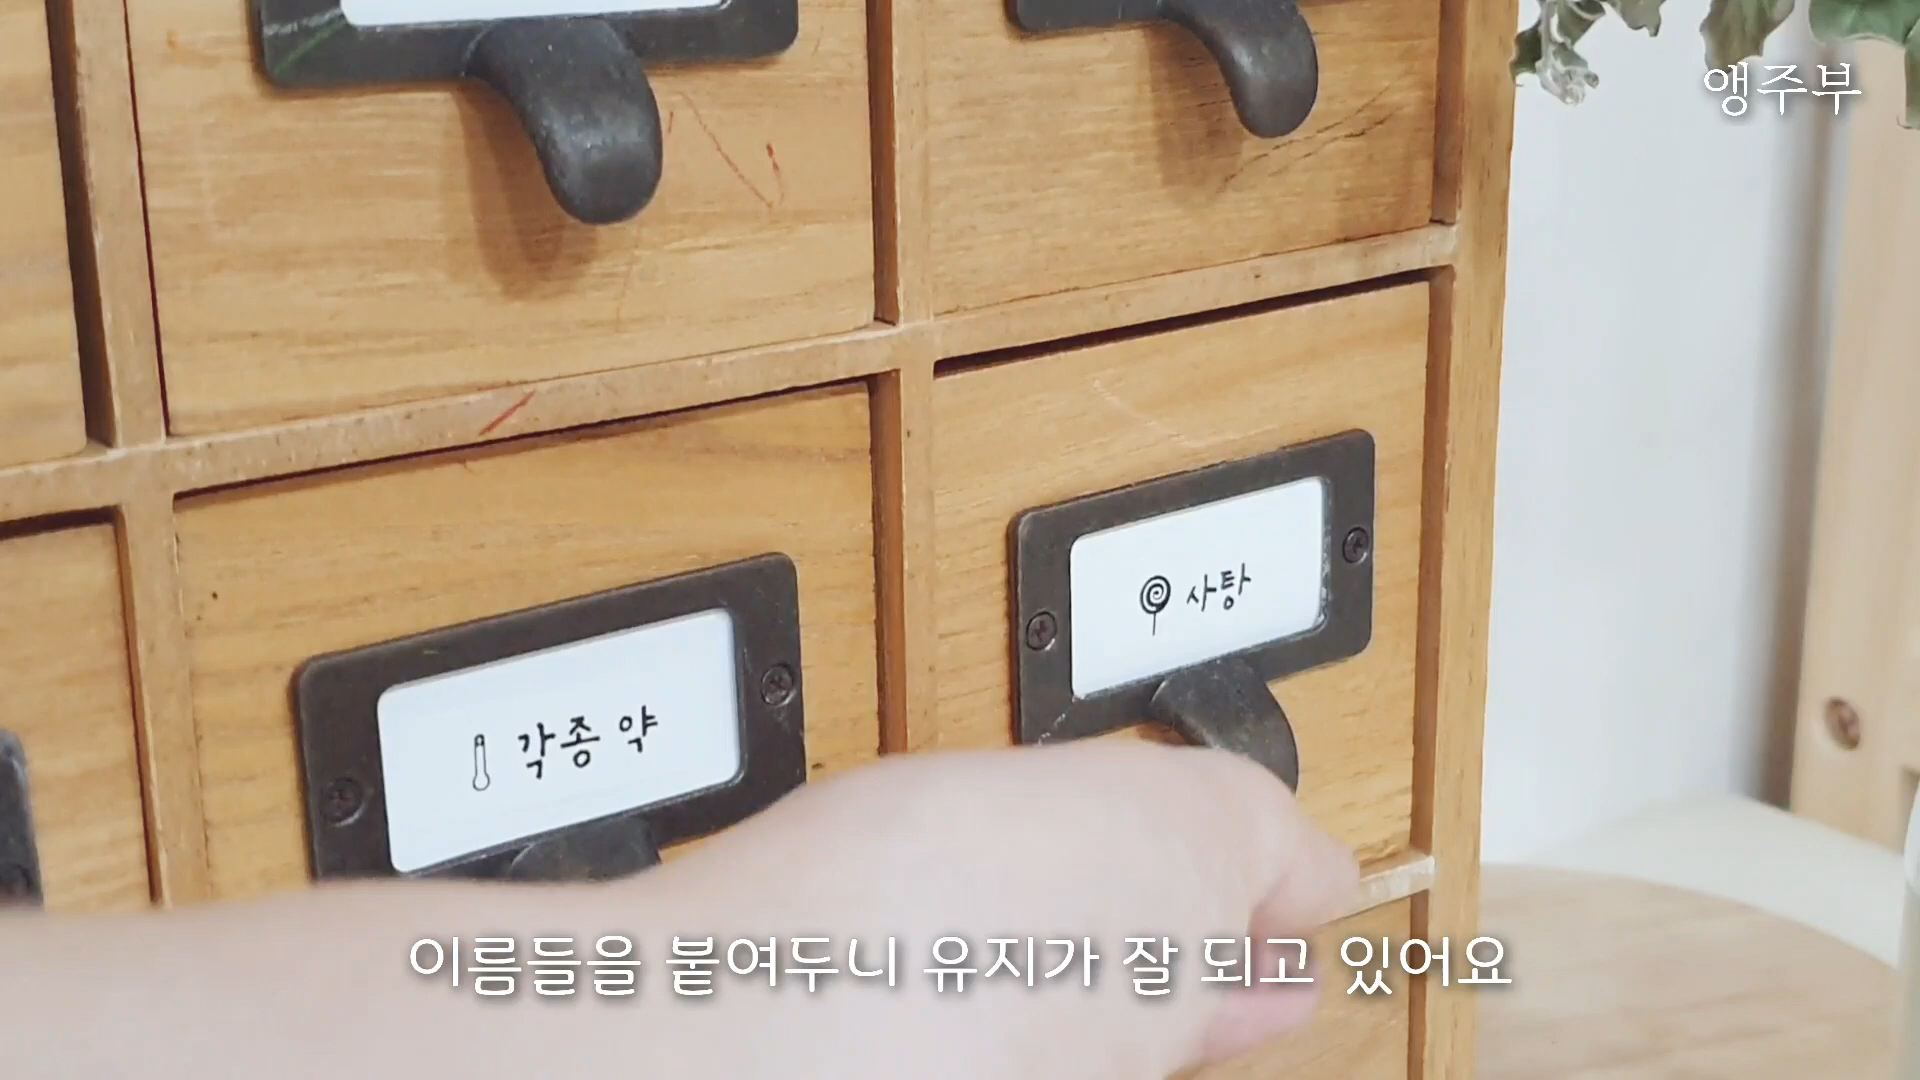 앵주부
사탕
각종 약
이름들을 붙여두니 유지가 잘 되고 있어요